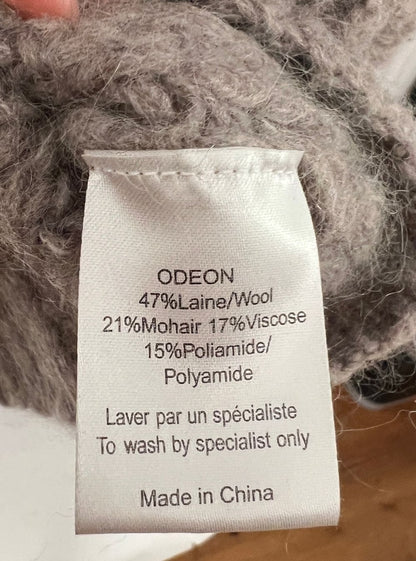 ODEON
47%Laine/Wool
21%Mohair 17%Viscose
15%Poliamide/
Polyamide
Laver par un spécialiste
To wash by specialist only
Made in China